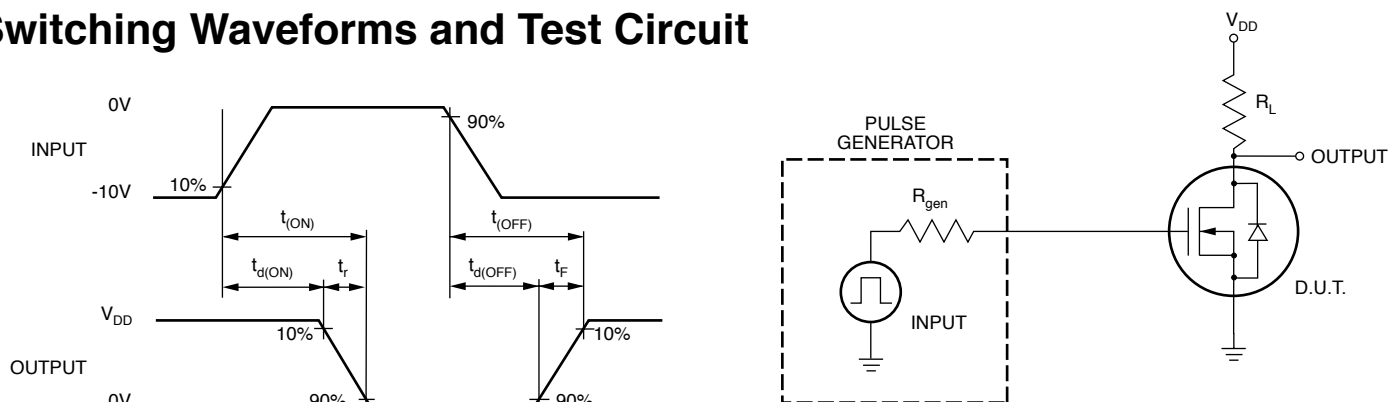 Switching Waveforms and Test Circuit
0V
INPUT
-10V
10%
90%
t(ON)
t(OFF)
td(ON)
tr
td(OFF)
tF
VDD
10%
10%
OUTPUT
0V
90%
90%
VDD
RL
OUTPUT
PULSE
GENERATOR
Rgen
INPUT
D.U.T.